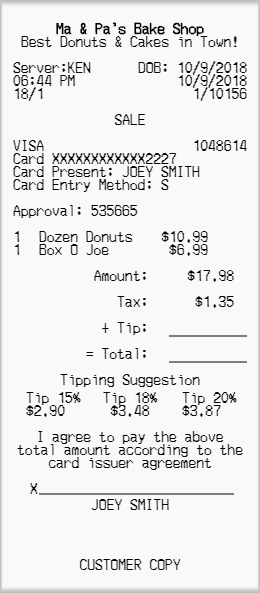 Ma & Pa's Bake Shop
Best Donuts & Cakes in Town!
Server:KEN DOB: 10/9/2018
06:44 PM 10/9/2018
18/1 1/10156
SALE
VISA 1048614
Card XXXXXXXXXXXX2227
Card Present: JOEY SMITH
Card Entry Method: S
Approval: 535665
1 Dozen Donuts $10.99
1 Box O Joe $6.99
Amount: $17.98
Tax: $1.35
+ Tip: ________
= Total: ________
Tipping Suggestion
Tip 15% Tip 18% Tip 20%
$2.90 $3.48 $3.87
I agree to pay the above
total amount according to the
card issuer agreement
X____________________
JOEY SMITH
CUSTOMER COPY